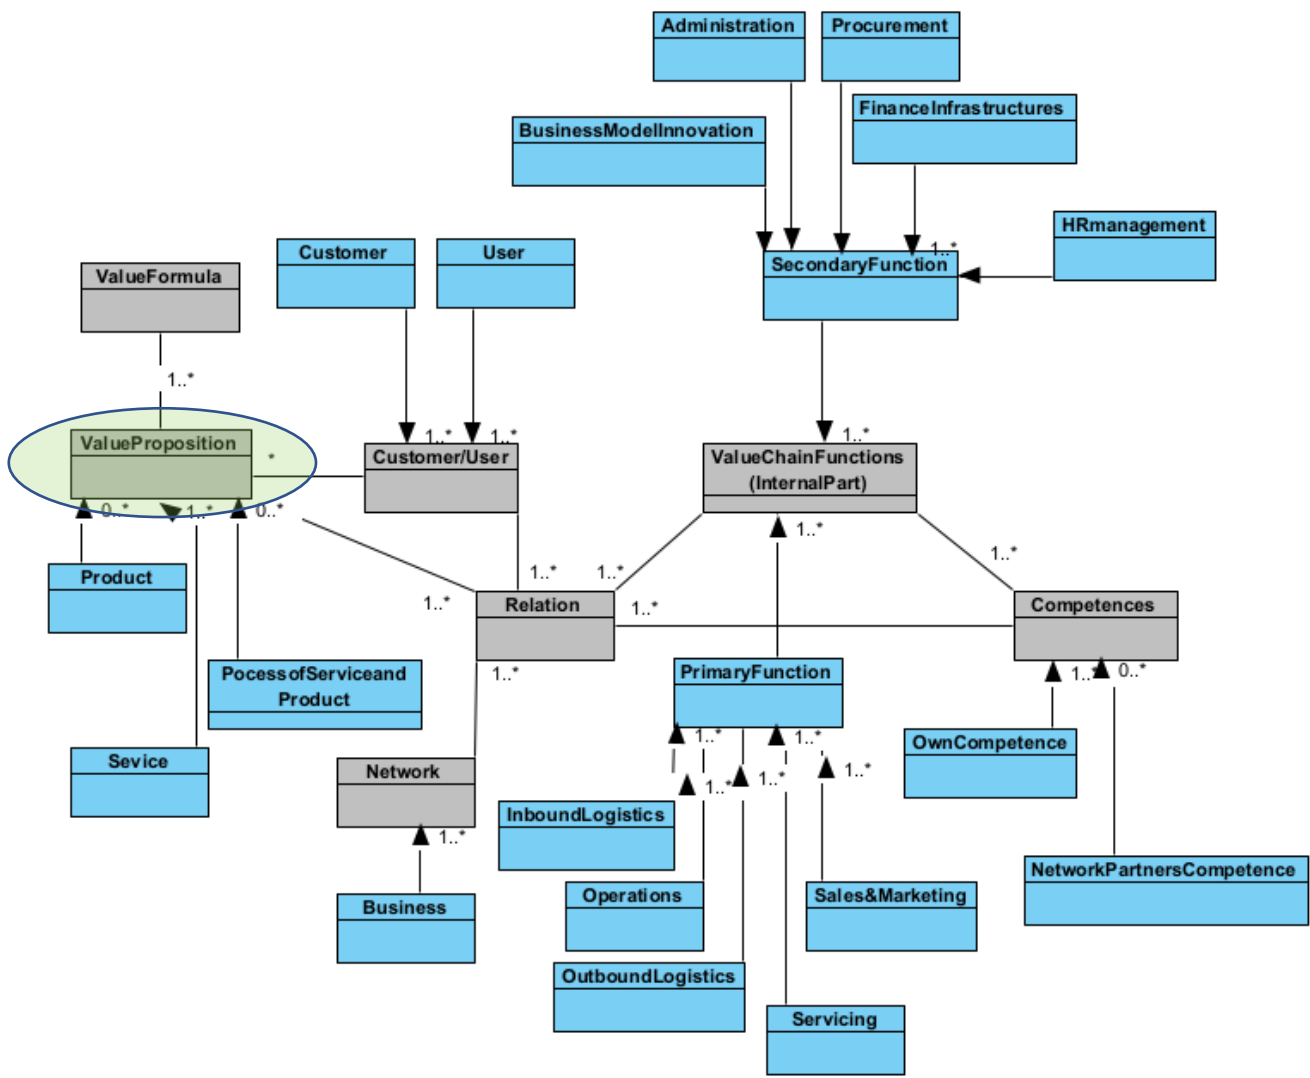 Administration
Procurement
FinanceInfrastructures
BusinessModelInnovation
HRmanagement
1..*
SecondaryFunction
Customer
User
ValueFormula
1..*
ValueProposition
*
1..*
1..*
Customer/User
1..*
ValueChainFunctions
(InternalPart)
0..*
1..*
0..*
1..*
1..*
Product
1..*
1..*
1..*
1..*
Relation
Competences
1..*
PocessofServiceand
Product
PrimaryFunction
1..*
0..*
Sevice
Network
1..*
1..*
1..*
1..*
1..*
1..*
OwnCompetence
InboundLogistics
NetworkPartnersCompetence
Operations
Sales&Marketing
Business
OutboundLogistics
Servicing